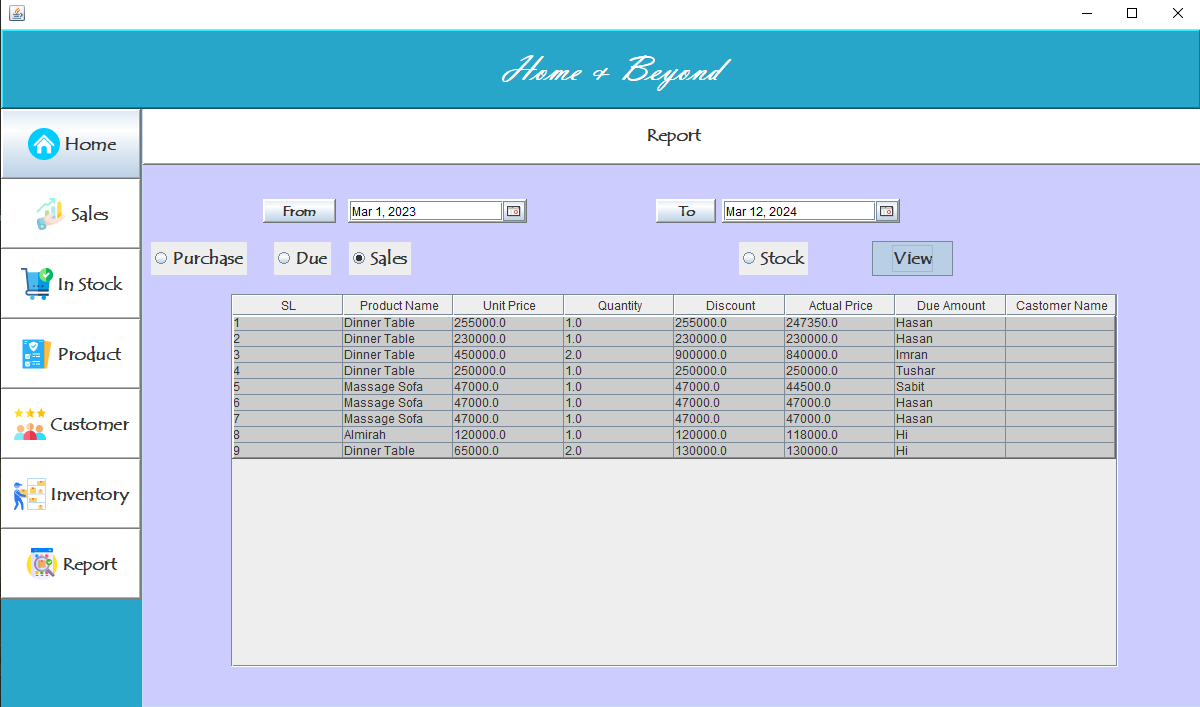 Home & Beyond
Home
Sales
In Stock
Product
Customer
Inventory
Report
Report
From Mar 1, 2023 To Mar 12, 2024
Purchase Due Sales Stock View
SL Product Name Unit Price Quantity Discount Actual Price Due Amount Castomer Name
1 Dinner Table 255000.0 1.0 255000.0 247350.0 Hasan
2 Dinner Table 230000.0 1.0 230000.0 230000.0 Hasan
3 Dinner Table 450000.0 2.0 900000.0 840000.0 Imran
4 Dinner Table 250000.0 1.0 250000.0 250000.0 Tushar
5 Massage Sofa 47000.0 1.0 47000.0 44500.0 Sabit
6 Massage Sofa 47000.0 1.0 47000.0 47000.0 Hasan
7 Massage Sofa 47000.0 1.0 47000.0 47000.0 Hasan
8 Almirah 120000.0 1.0 120000.0 118000.0 Hi
9 Dinner Table 65000.0 2.0 130000.0 130000.0 Hi